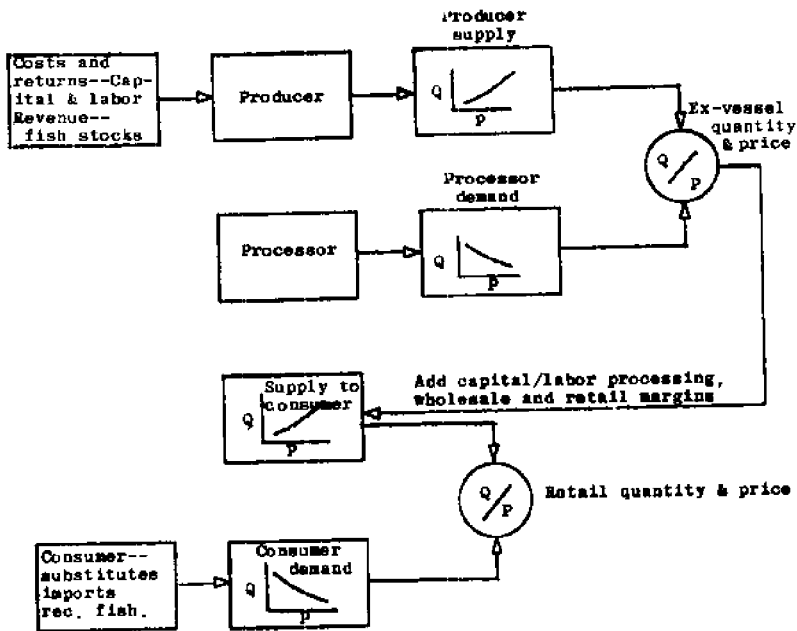 Producer
supply
Costs and
returns--Cap-
ital & labor
Revenue--
fish stocks
Producer
Q
P
Ex-vessel
quantity
& price
Q/P
Processor
demand
Processor
Q
P
Add capital/labor processing,
wholesale and retail margins
Supply to
consumer
Q
P
Q/P
Retail quantity & price
Consumer--
substitutes
imports
rec. fish.
Consumer
demand
Q
P